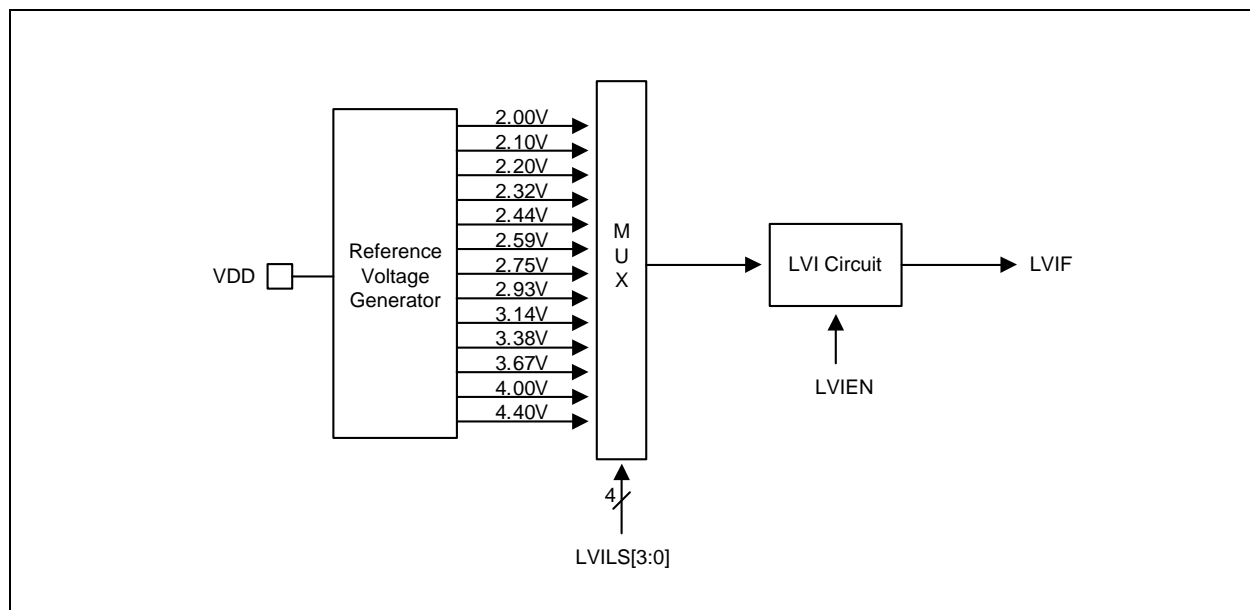 VDD
Reference
Voltage
Generator
2.00V
2.10V
2.20V
2.32V
2.44V
2.59V
2.75V
2.93V
3.14V
3.38V
3.67V
4.00V
4.40V
M
U
X
4
LVILS[3:0]
LVI Circuit
LVIEN
LVIF